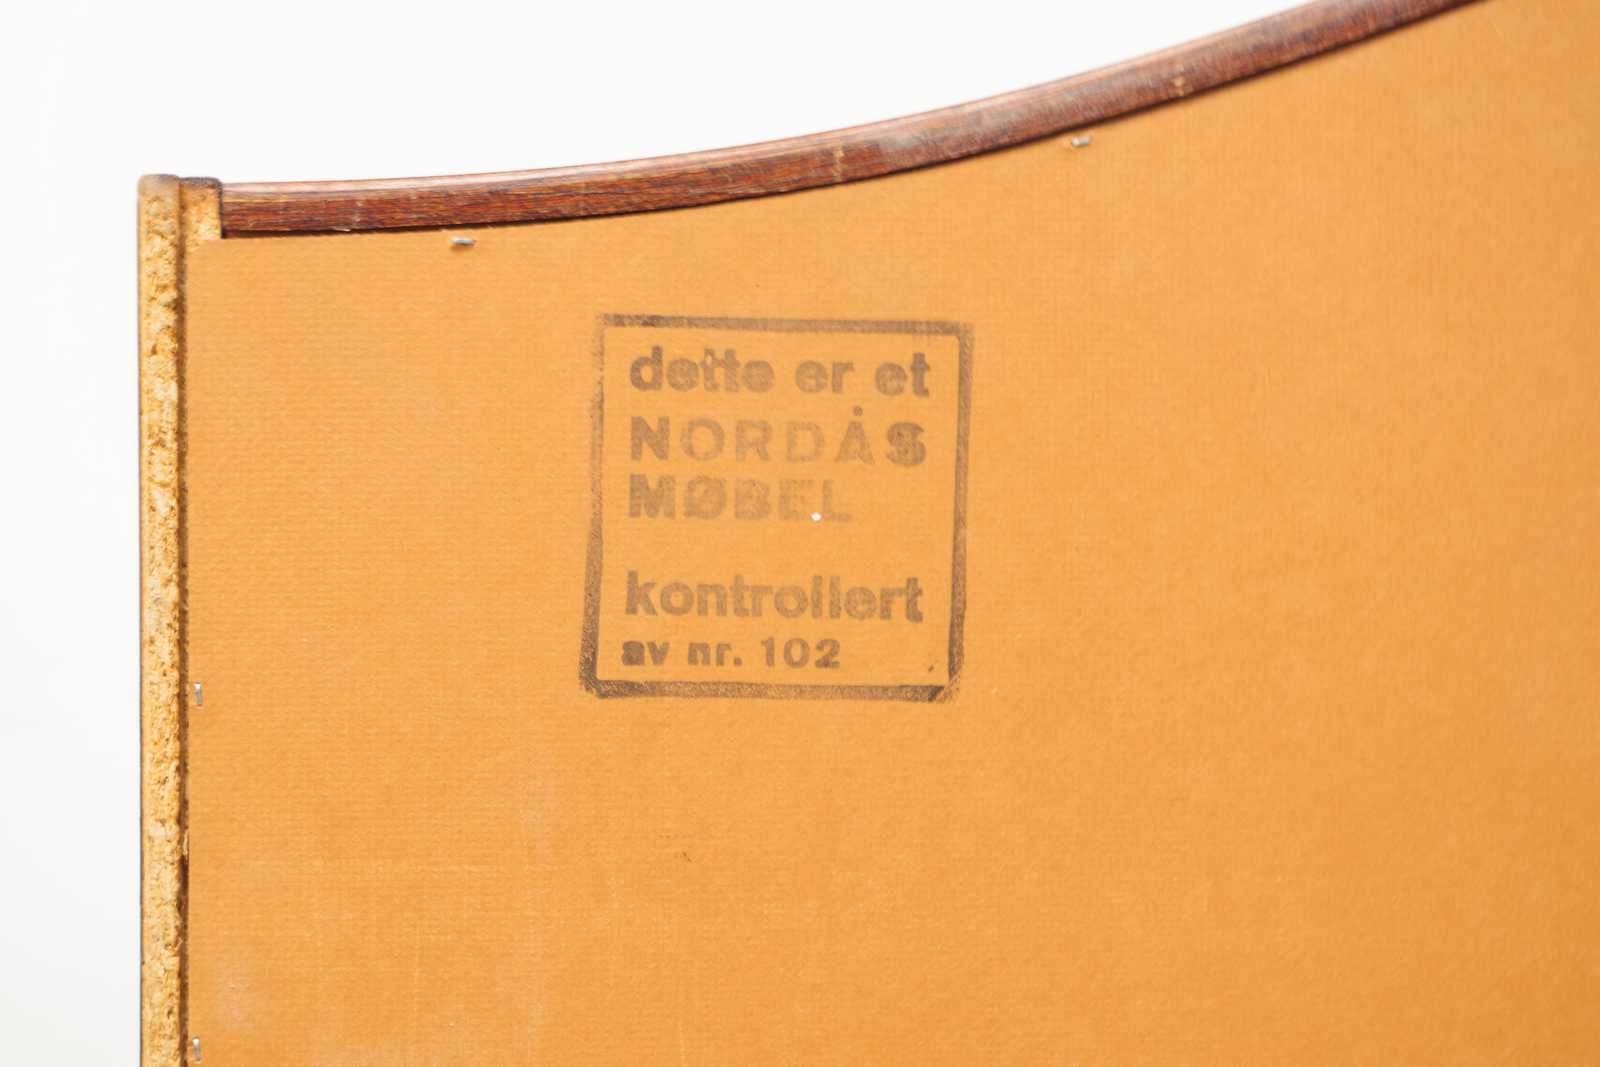 dette er et
NORDÅS
MØBEL
kontrollert
av nr. 102